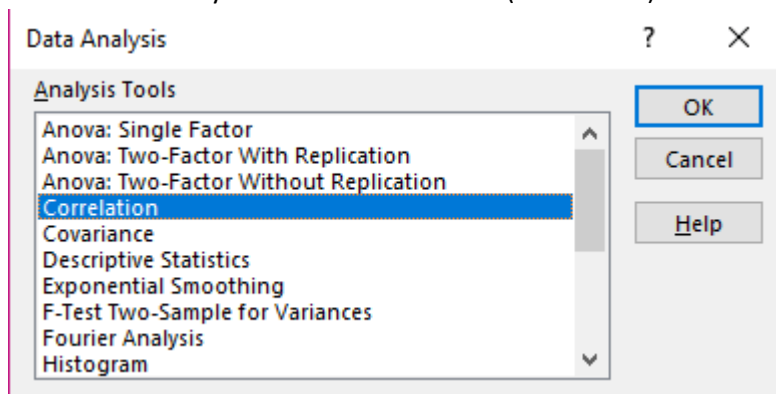 Data Analysis ? ×
Analysis Tools
Anova: Single Factor
Anova: Two-Factor With Replication
Anova: Two-Factor Without Replication
Correlation
Covariance
Descriptive Statistics
Exponential Smoothing
F-Test Two-Sample for Variances
Fourier Analysis
Histogram
OK
Cancel
Help